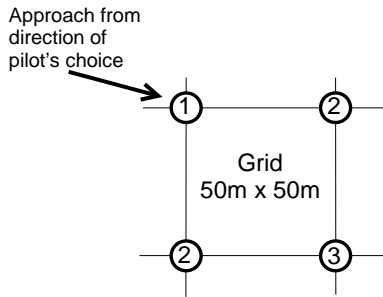 Approach from
direction of
pilot's choice
1
2
Grid
50m x 50m
2
3